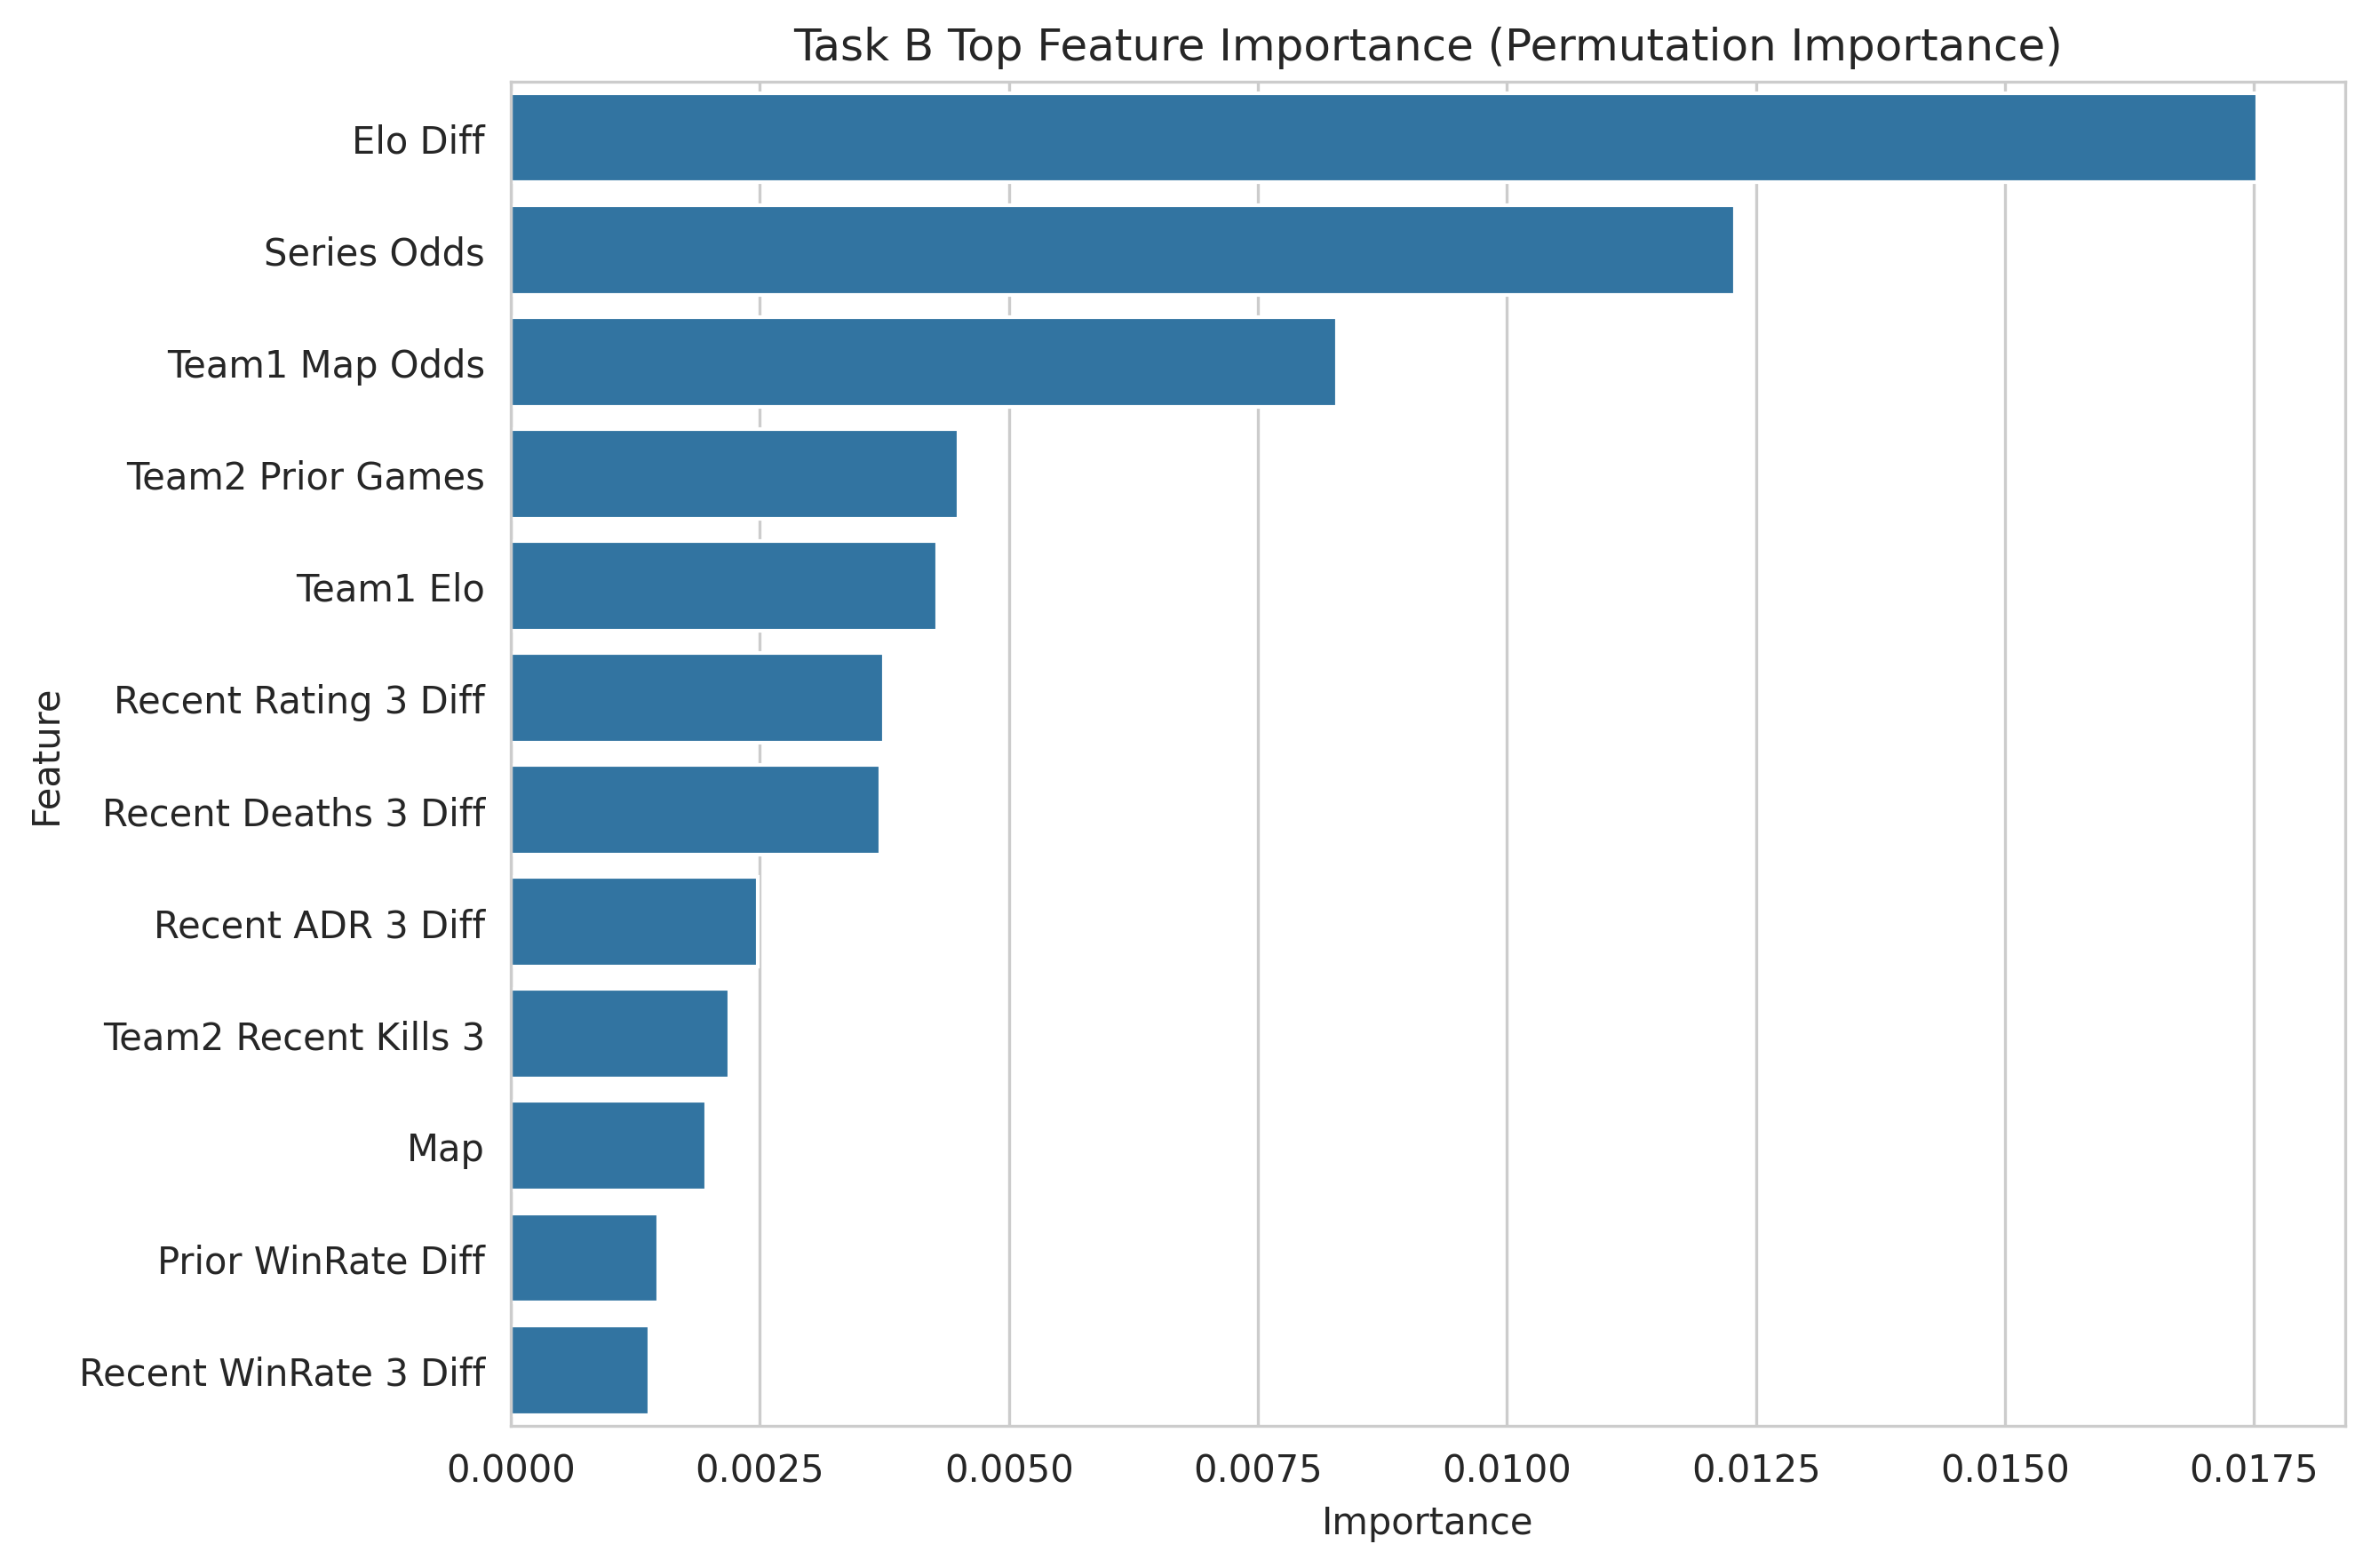 Task B Top Feature Importance (Permutation Importance)
Elo Diff
Series Odds
Team1 Map Odds
Team2 Prior Games
Team1 Elo
Recent Rating 3 Diff
Recent Deaths 3 Diff
Recent ADR 3 Diff
Team2 Recent Kills 3
Map
Prior WinRate Diff
Recent WinRate 3 Diff
Feature
0.0000 0.0025 0.0050 0.0075 0.0100 0.0125 0.0150 0.0175
Importance